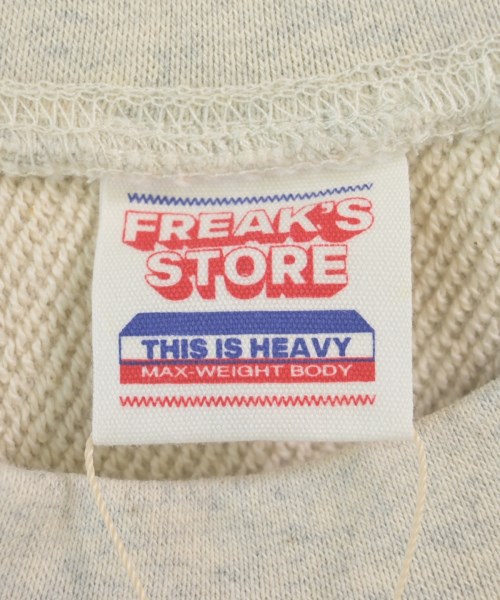 FREAK'S
STORE
THIS IS HEAVY
MAX-WEIGHT BODY